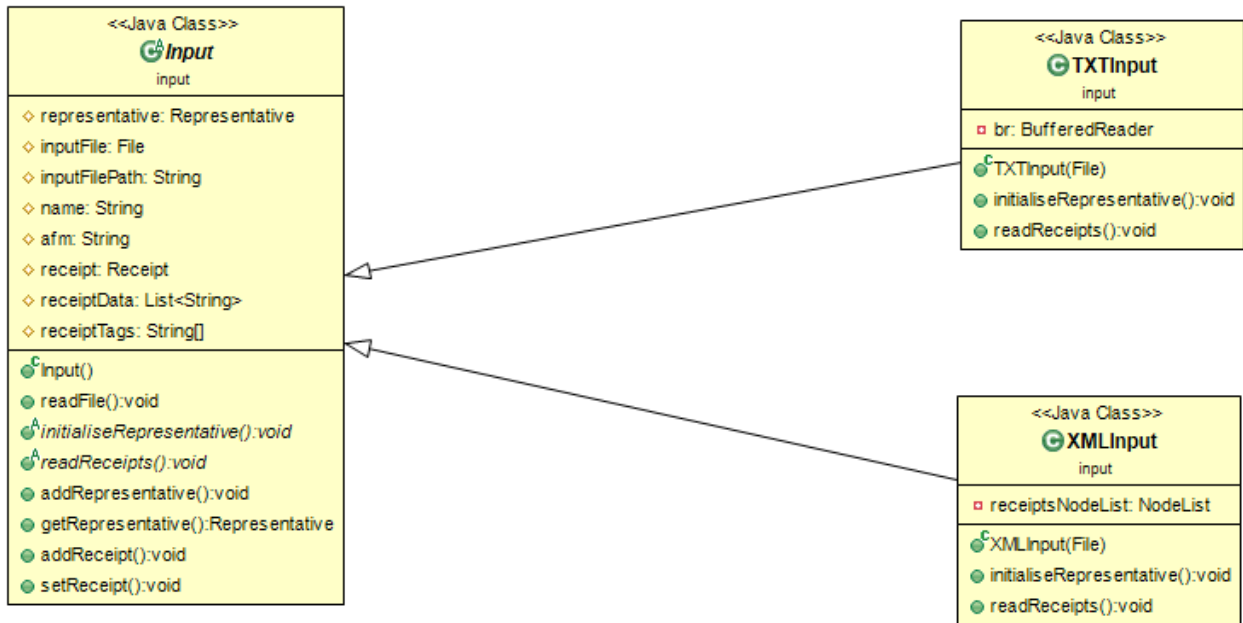 <<Java Class>>
Input
input
representative: Representative
inputFile: File
inputFilePath: String
name: String
afm: String
receipt: Receipt
receiptData: List<String>
receiptTags: String[]
Input()
readFile():void
initialiseRepresentative():void
readReceipts():void
addRepresentative():void
getRepresentative():Representative
addReceipt():void
setReceipt():void
<<Java Class>>
TXTInput
input
br: BufferedReader
TXTInput(File)
initialiseRepresentative():void
readReceipts():void
<<Java Class>>
XMLInput
input
receiptsNodeList: NodeList
XMLInput(File)
initialiseRepresentative():void
readReceipts():void